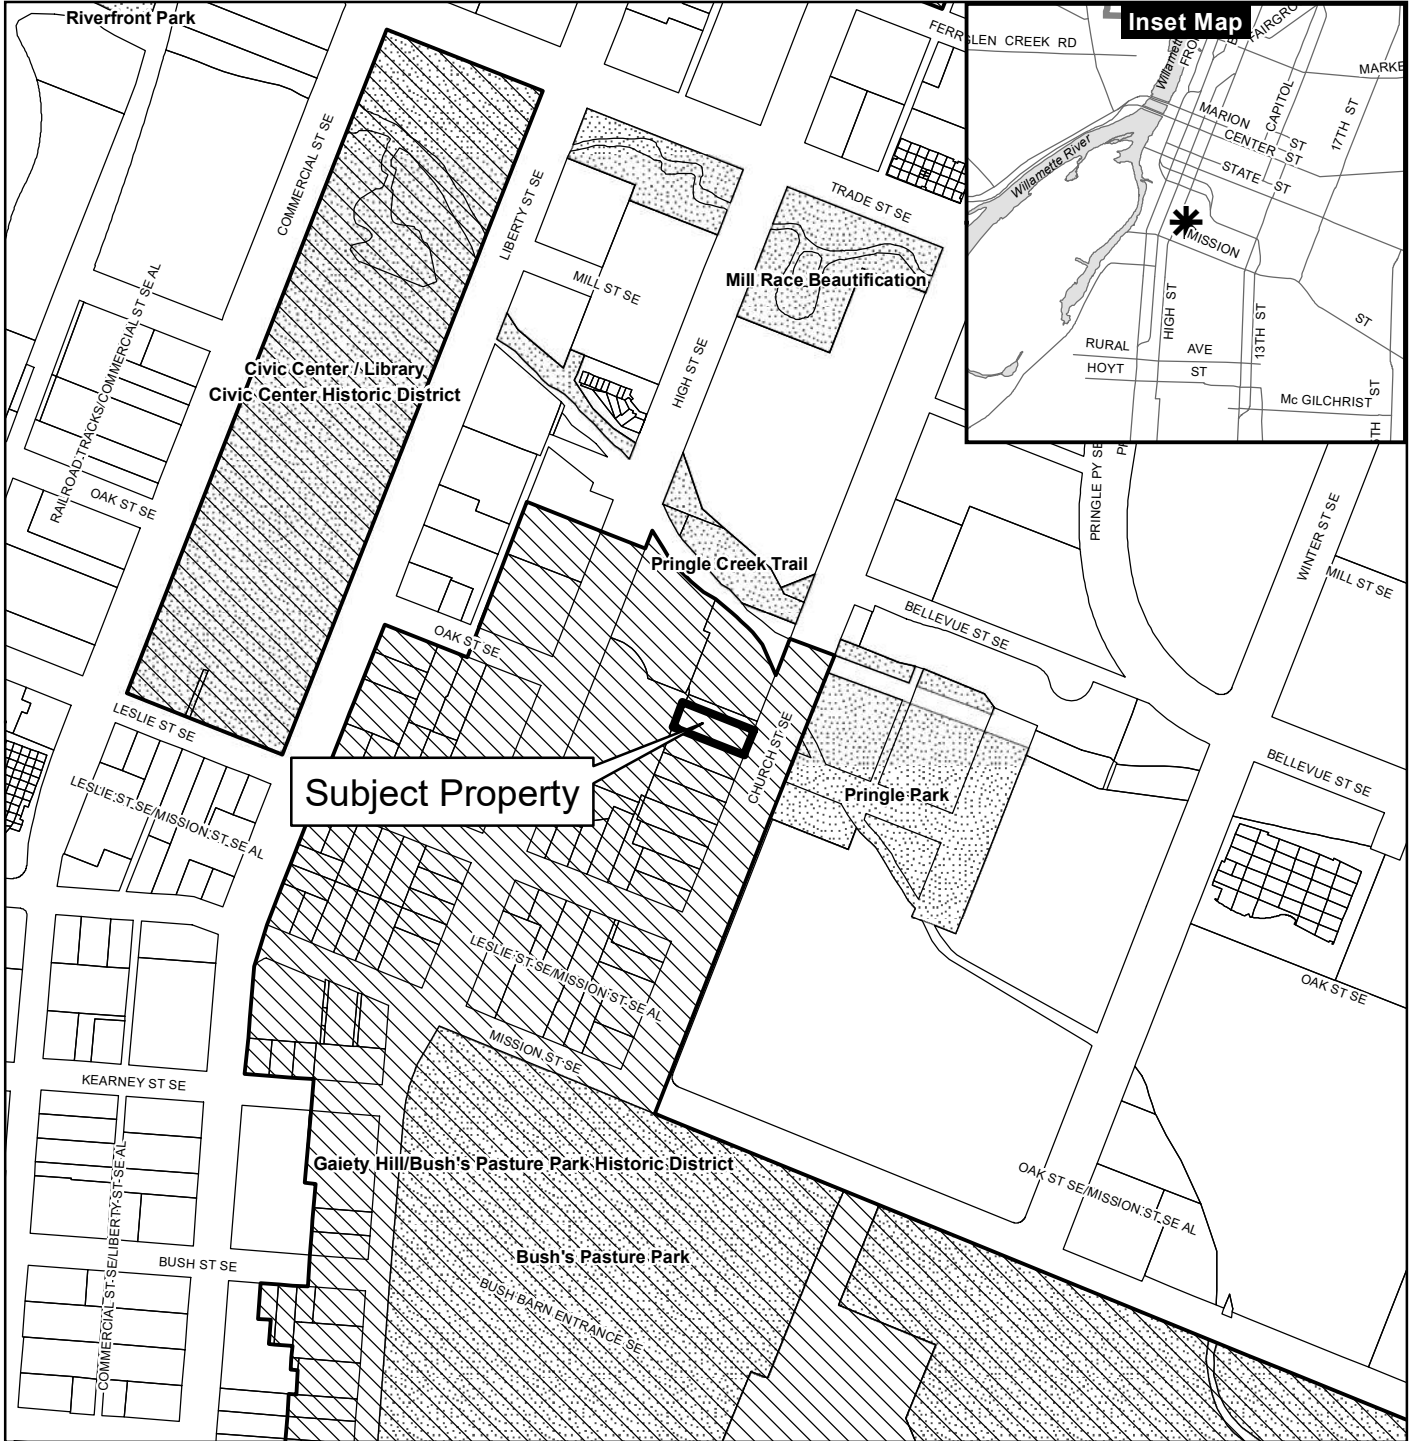 Riverfront Park
Inset Map
FERR
GLEN CREEK RD
Willamette
FRO
FAIRGRO
MARKE
CAPITOL
17TH ST
MARION
ST
CENTER ST
STATE ST
Willamette River
MISSION
ST
HIGH ST
13TH ST
RURAL AVE
HOYT ST
Mc GILCHRIST
ST
TH
COMMERCIAL ST SE
LIBERTY ST SE
TRADE ST SE
MILL ST SE
Mill Race Beautification
HIGH ST SE
RAILROAD TRACKS/COMMERCIAL ST SE AL
Civic Center / Library
Civic Center Historic District
OAK ST SE
PRINGLE PY SE
WINTER ST SE
MILL ST SE
Pringle Creek Trail
BELLEVUE ST SE
OAK ST SE
LESLIE ST SE
CHURCH ST SE
BELLEVUE ST SE
Subject Property
Pringle Park
LESLIE ST SE/MISSION ST SE AL
LESLIE ST SE/MISSION ST SE AL
OAK ST SE
MISSION ST SE
KEARNEY ST SE
COMMERCIAL ST SE/LIBERTY ST SE AL
Gaiety Hill/Bush's Pasture Park Historic District
OAK ST SE/MISSION ST SE AL
Bush's Pasture Park
BUSH ST SE
BUSH BARN ENTRANCE SE